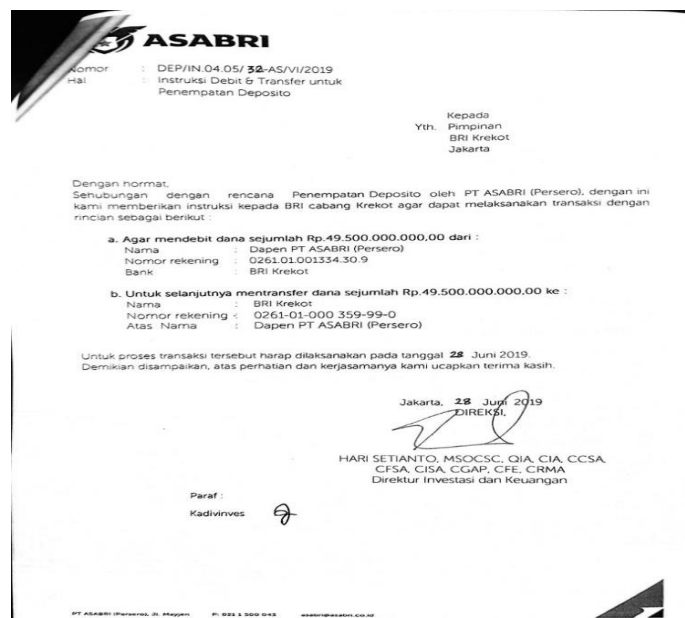 ASABRI
Nomor : DEP/IN.04.05/32-AS/VI/2019
Hal : Instruksi Debit & Transfer untuk
Penempatan Deposito
Kepada
Yth. Pimpinan
BRI Krekot
Jakarta
Dengan hormat,
Sehubungan dengan rencana Penempatan Deposito oleh PT ASABRI (Persero), dengan ini
kami memberikan instruksi kepada BRI cabang Krekot agar dapat melaksanakan transaksi dengan
rincian sebagai berikut :
a. Agar mendebit dana sejumlah Rp.49.500.000.000,00 dari :
Nama : Dapen PT ASABRI (Persero)
Nomor rekening : 0261.01.001334.30.9
Bank : BRI Krekot
b. Untuk selanjutnya mentransfer dana sejumlah Rp.49.500.000.000,00 ke :
Nama : BRI Krekot
Nomor rekening : 0261-01-000 359-99-0
Atas Nama : Dapen PT ASABRI (Persero)
Untuk proses transaksi tersebut harap dilaksanakan pada tanggal 28 Juni 2019.
Demikian disampaikan, atas perhatian dan kerjasamanya kami ucapkan terima kasih.
Jakarta, 28 Juni 2019
DIREKSI,
HARI SETIANTO, MSOCSC, QIA, CIA, CCSA,
CFSA, CISA, CGAP, CFE, CRMA
Direktur Investasi dan Keuangan
Paraf :
Kadivinves
PT ASABRI (Persero), Jl. Mayjen P: 021 1 500 043 asabri@asabri.co.id